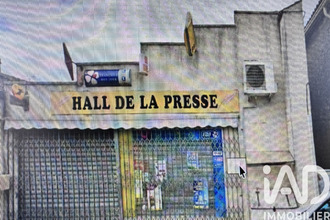 HALL DE LA PRESSE
iAD
IMMOBILIER